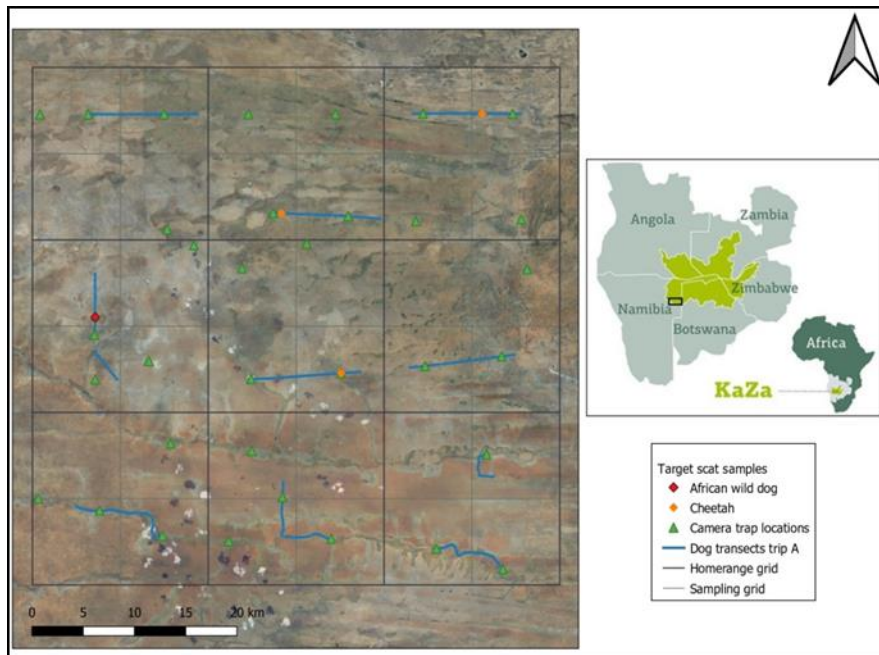 Angola
Zambia
Zimbabwe
Namibia
Botswana
Africa
KaZa
Target scat samples
African wild dog
Cheetah
Camera trap locations
Dog transects trip A
Homerange grid
Sampling grid
0 5 10 15 20 km